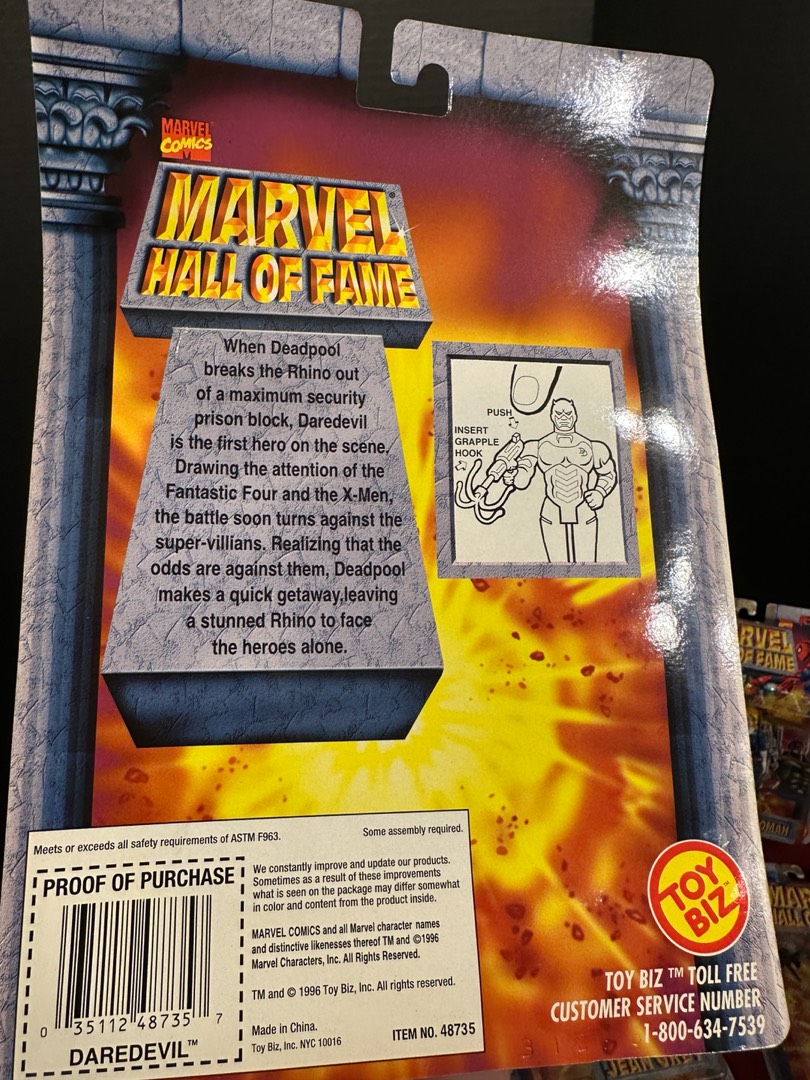 MARVEL
COMICS
MARVEL
HALL OF FAME
When Deadpool
breaks the Rhino out
of a maximum security
prison block, Daredevil
is the first hero on the scene.
Drawing the attention of the
Fantastic Four and the X-Men,
the battle soon turns against the
super-villians. Realizing that the
odds are against them, Deadpool
makes a quick getaway,leaving
a stunned Rhino to face
the heroes alone.
PUSH
INSERT
GRAPPLE
HOOK
DD
Meets or exceeds all safety requirements of ASTM F963.
Some assembly required.
PROOF OF PURCHASE
0 35112 48735 7
DAREDEVIL™
We constantly improve and update our products.
Sometimes as a result of these improvements
what is seen on the package may differ somewhat
in color and content from the product inside.
MARVEL COMICS and all Marvel character names
and distinctive likenesses thereof TM and ©1996
Marvel Characters, Inc. All Rights Reserved.
TM and © 1996 Toy Biz, Inc. All rights reserved.
Made in China.
Toy Biz, Inc. NYC 10016
ITEM NO. 48735
TOY
BIZ™
TOY BIZ ™ TOLL FREE
CUSTOMER SERVICE NUMBER
1-800-634-7539
RVEL
OF FAME
OMAN